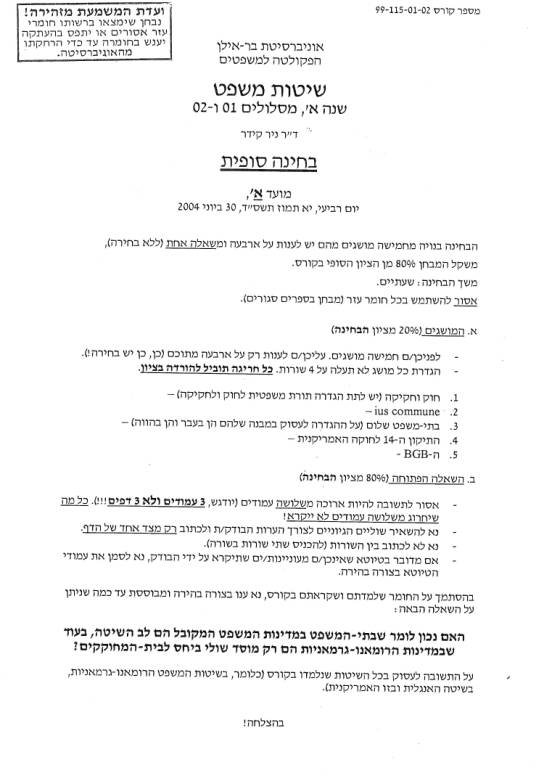 מספר קורס 99-115-01-02
ועדת המשמעת מזהירה!
נבחן שימצאו ברשותו חומרי
עזר אסורים או יתפס בהעתקה
יענש בחומרה עד כדי הרחקתו
מהאוניברסיטה.
אוניברסיטת בר-אילן
הפקולטה למשפטים
שיטות משפט
שנה א', מסלולים 01 ו-02
ד"ר ניר קידר
בחינה סופית
מועד א',
יום רביעי, יא תמוז תשס"ד, 30 ביוני 2004
הבחינה בנויה מחמישה מושגים מהם יש לענות על ארבעה ומשאלה אחת (ללא בחירה),
משקל המבחן 80% מן הציון הסופי בקורס.
משך הבחינה: שעתיים.
אסור להשתמש בכל חומר עזר (מבחן בספרים סגורים).
א. המושגים (20% מציון הבחינה)
- לפניכן/ם חמישה מושגים. עליכן/ם לענות רק על ארבעה מתוכם (כן, כן יש בחירה!).
- הגדרת כל מושג לא תעלה על 4 שורות. כל חריגה תוביל להורדה בציון.
1. חוק וחקיקה (יש לתת הגדרה תורת משפטית לחוק ולחקיקה) –
2. ius commune –
3. בתי-משפט שלום (על ההגדרה לעסוק במבנה שלהם הן בעבר והן בהווה) –
4. התיקון ה-14 לחוקה האמריקנית –
5. ה-BGB -
ב. השאלה הפתוחה (80% מציון הבחינה)
- אסור לתשובה להיות ארוכה משלושה עמודים (יודגש, 3 עמודים ולא 3 דפים!!!). כל מה
שיחרוג משלושה עמודים לא ייקרא!
- נא להשאיר שוליים הגיוניים לצורך הערות הבודק/ת ולכתוב רק מצד אחד של הדף.
- נא לא לכתוב בין השורות (להכניס שתי שורות בשורה).
- אם מדובר בטיוטא שאינכן/ם מעוניינות/ים שתיקרא על ידי הבודק, נא לסמן את עמודי
הטיוטא בצורה בהירה.
בהסתמך על החומר שלמדתם ושקראתם בקורס, נא ענו בצורה בהירה ומבוססת עד כמה שניתן
על השאלה הבאה:
האם נכון לומר שבתי-המשפט במדינות המשפט המקובל הם לב השיטה, בעוד
שבמדינות הרומאנו-גרמאניות הם רק מוסד שולי ביחס לבית-המחוקקים?
על התשובה לעסוק בכל השיטות שנלמדו בקורס (כלומר, בשיטות המשפט הרומאנו-גרמאניות,
בשיטה האנגלית ובזו האמריקנית).
בהצלחה!